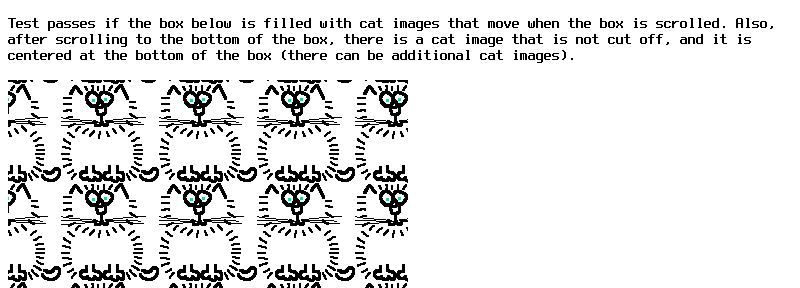 Test passes if the box below is filled with cat images that move when the box is scrolled. Also,
after scrolling to the bottom of the box, there is a cat image that is not cut off, and it is
centered at the bottom of the box (there can be additional cat images).